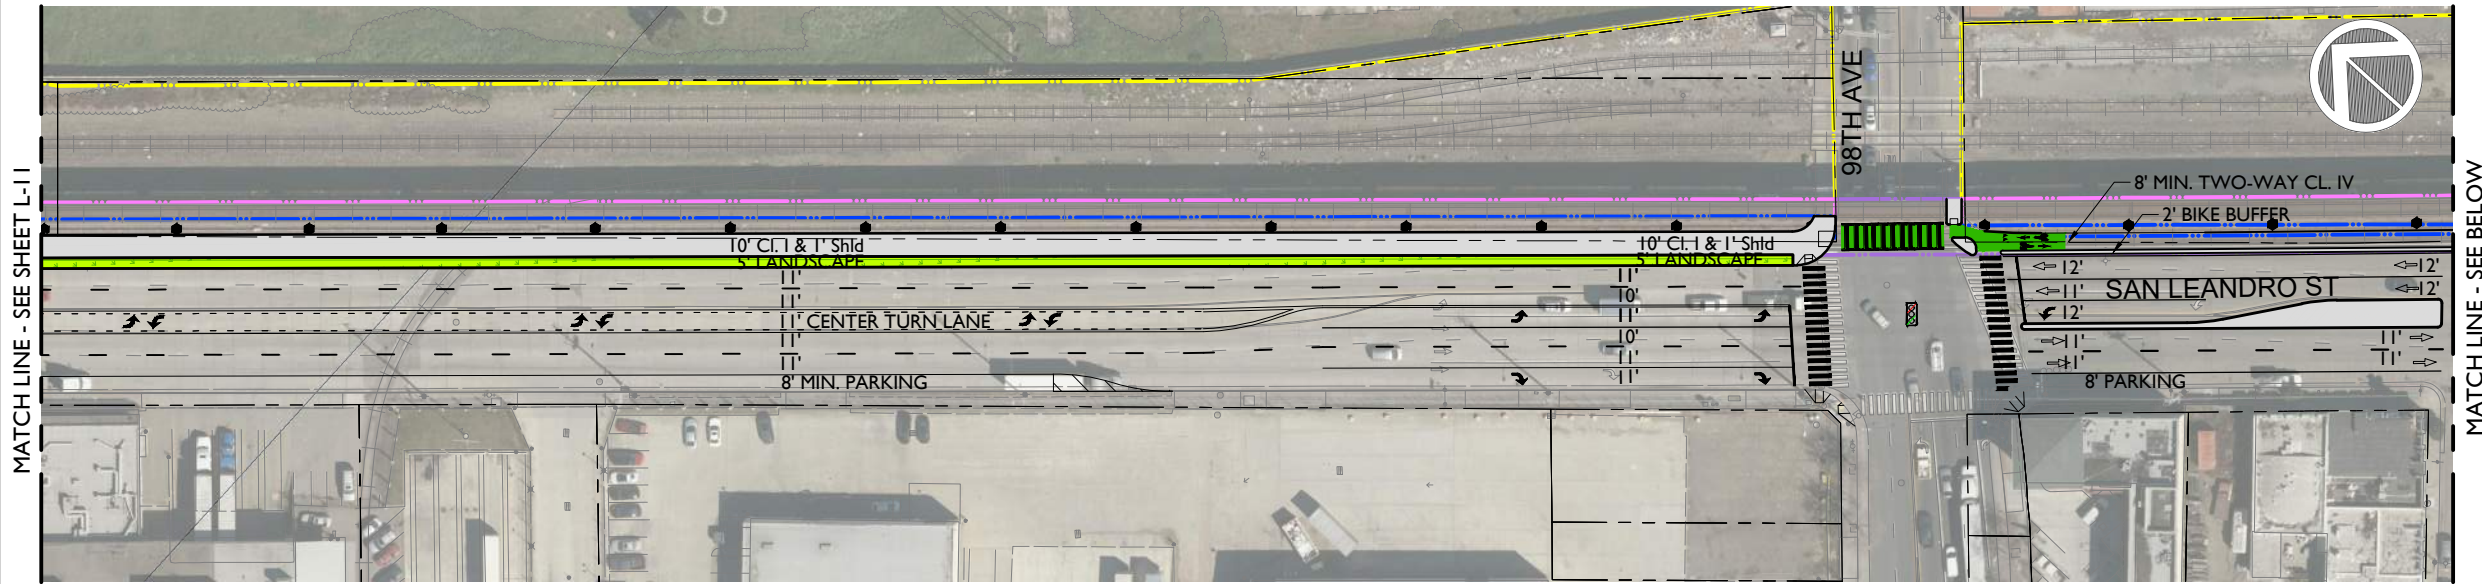 MATCH LINE - SEE SHEET L-11
98TH AVE
8' MIN. TWO-WAY CL. IV
2' BIKE BUFFER
10' Cl. I & 1' Shld
5' LANDSCAPE
10' Cl. I & 1' Shld
5' LANDSCAPE
11'
11'
11' CENTER TURN LANE
11'
11'
8' MIN. PARKING
11'
10'
10'
11'
11'
12'
11'
12'
SAN LEANDRO ST
12'
12'
11'
11'
11'
11'
8' PARKING
MATCH LINE - SEE BELOW